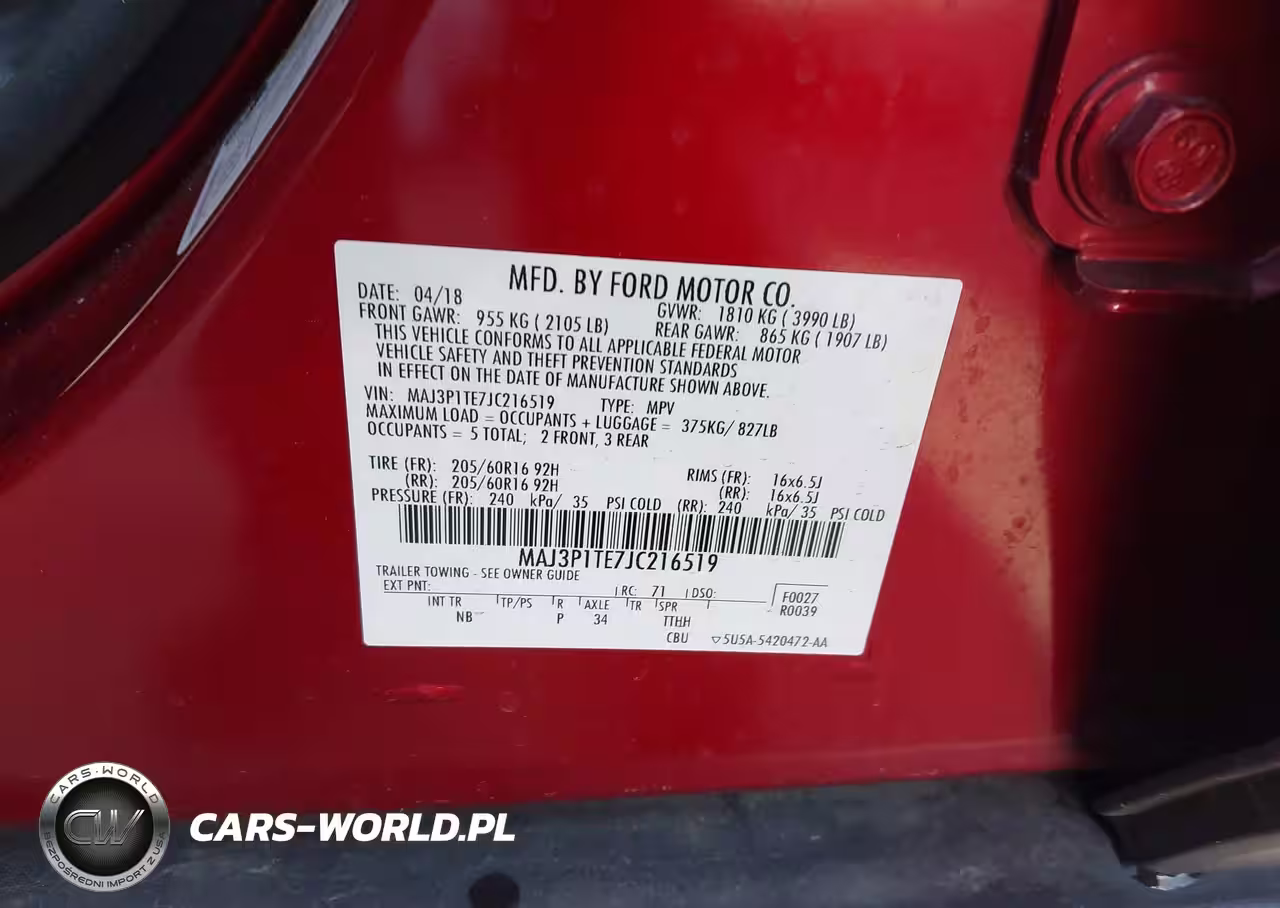 MFD. BY FORD MOTOR CO.
DATE: 04/18 GVWR: 1810 KG ( 3990 LB)
FRONT GAWR: 955 KG ( 2105 LB) REAR GAWR: 865 KG ( 1907 LB)
THIS VEHICLE CONFORMS TO ALL APPLICABLE FEDERAL MOTOR
VEHICLE SAFETY AND THEFT PREVENTION STANDARDS
IN EFFECT ON THE DATE OF MANUFACTURE SHOWN ABOVE.
VIN: MAJ3P1TE7JC216519 TYPE: MPV
MAXIMUM LOAD = OCCUPANTS + LUGGAGE = 375KG/ 827LB
OCCUPANTS = 5 TOTAL; 2 FRONT, 3 REAR
TIRE (FR): 205/60R16 92H RIMS (FR): 16x6.5J
(RR): 205/60R16 92H (RR): 16x6.5J
PRESSURE (FR): 240 kPa/ 35 PSI COLD (RR): 240 kPa/ 35 PSI COLD
MAJ3P1TE7JC216519
TRAILER TOWING - SEE OWNER GUIDE
EXT PNT: RC: 71 DSO: F0027
INT TR TP/PS R AXLE TR SPR R0039
NB P 34 TTHH
CBU 5U5A-5420472-AA
CARS-WORLD
CW
BEZPOŚREDNI IMPORT Z USA
CARS-WORLD.PL